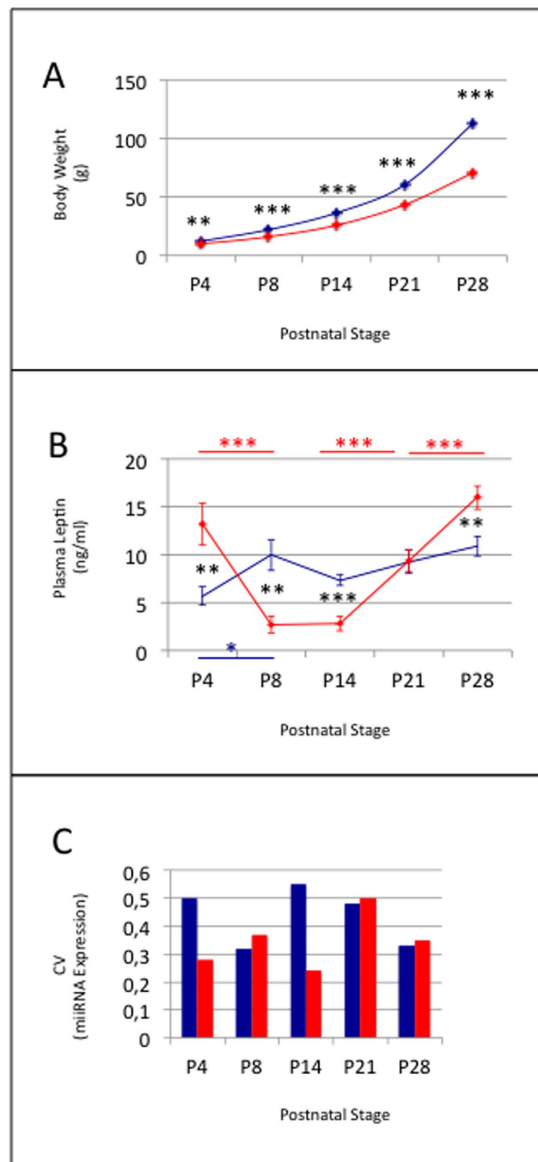 A
Body Weight
(g)
150
100
50
0
**
***
***
***
***
P4 P8 P14 P21 P28
Postnatal Stage
B
Plasma Leptin
(ng/ml)
*** *** ***
20
15
10
5
0
**
**
***
**
*
P4 P8 P14 P21 P28
Postnatal Stage
C
CV
(miiRNA Expression)
0,6
0,5
0,4
0,3
0,2
0,1
0
P4 P8 P14 P21 P28
Postnatal Stage